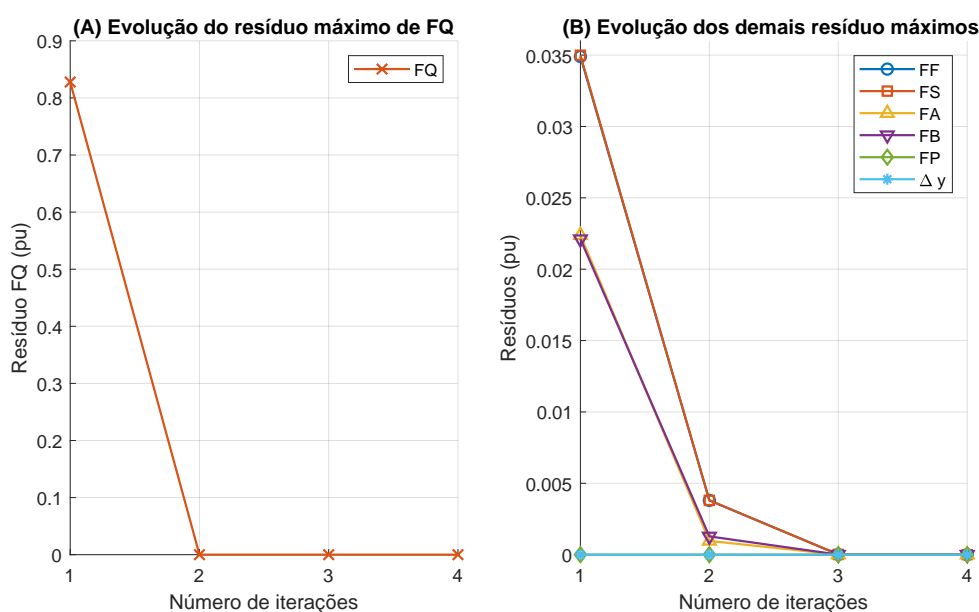 (A) Evolução do resíduo máximo de FQ
0.9
0.8
0.7
0.6
0.5
0.4
0.3
0.2
0.1
0
Resíduo FQ (pu)
FQ
1
2
3
4
Número de iterações
(B) Evolução dos demais resíduo máximos
0.035
0.03
0.025
0.02
0.015
0.01
0.005
0
Resíduos (pu)
FF
FS
FA
FB
FP
Δ y
1
2
3
4
Número de iterações